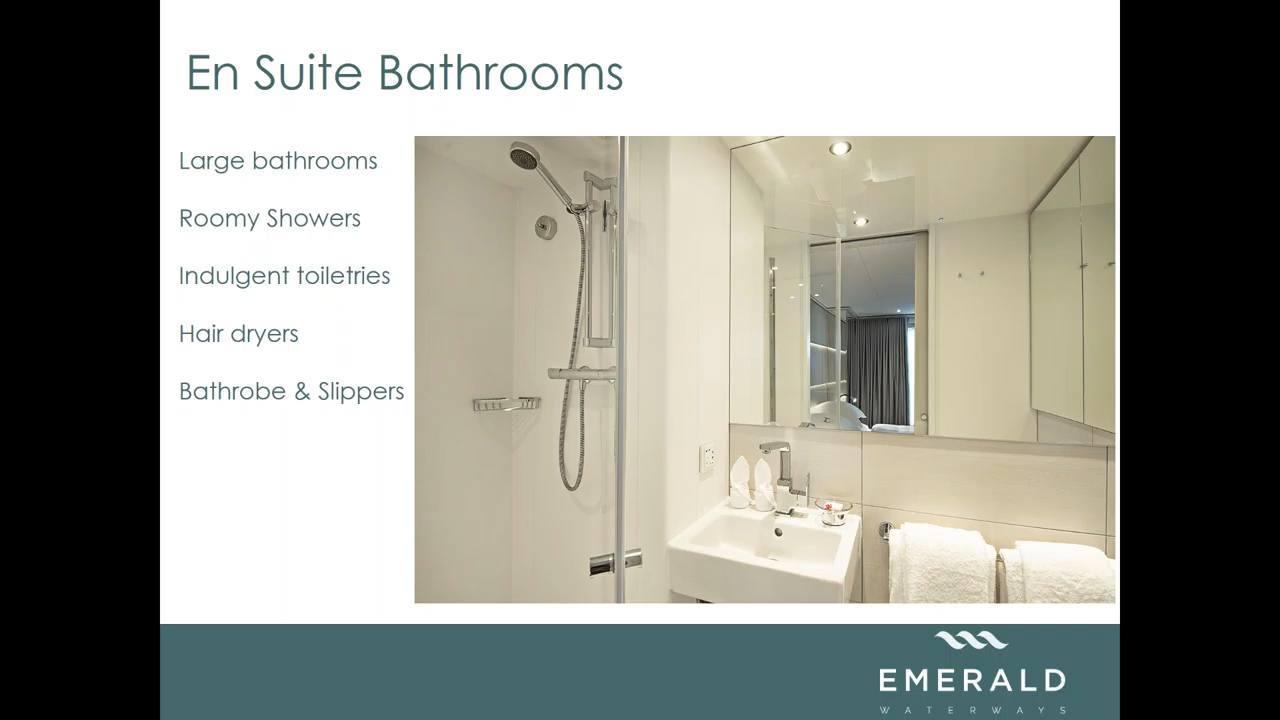 En Suite Bathrooms
Large bathrooms
Roomy Showers
Indulgent toiletries
Hair dryers
Bathrobe & Slippers
EMERALD
WATERWAYS